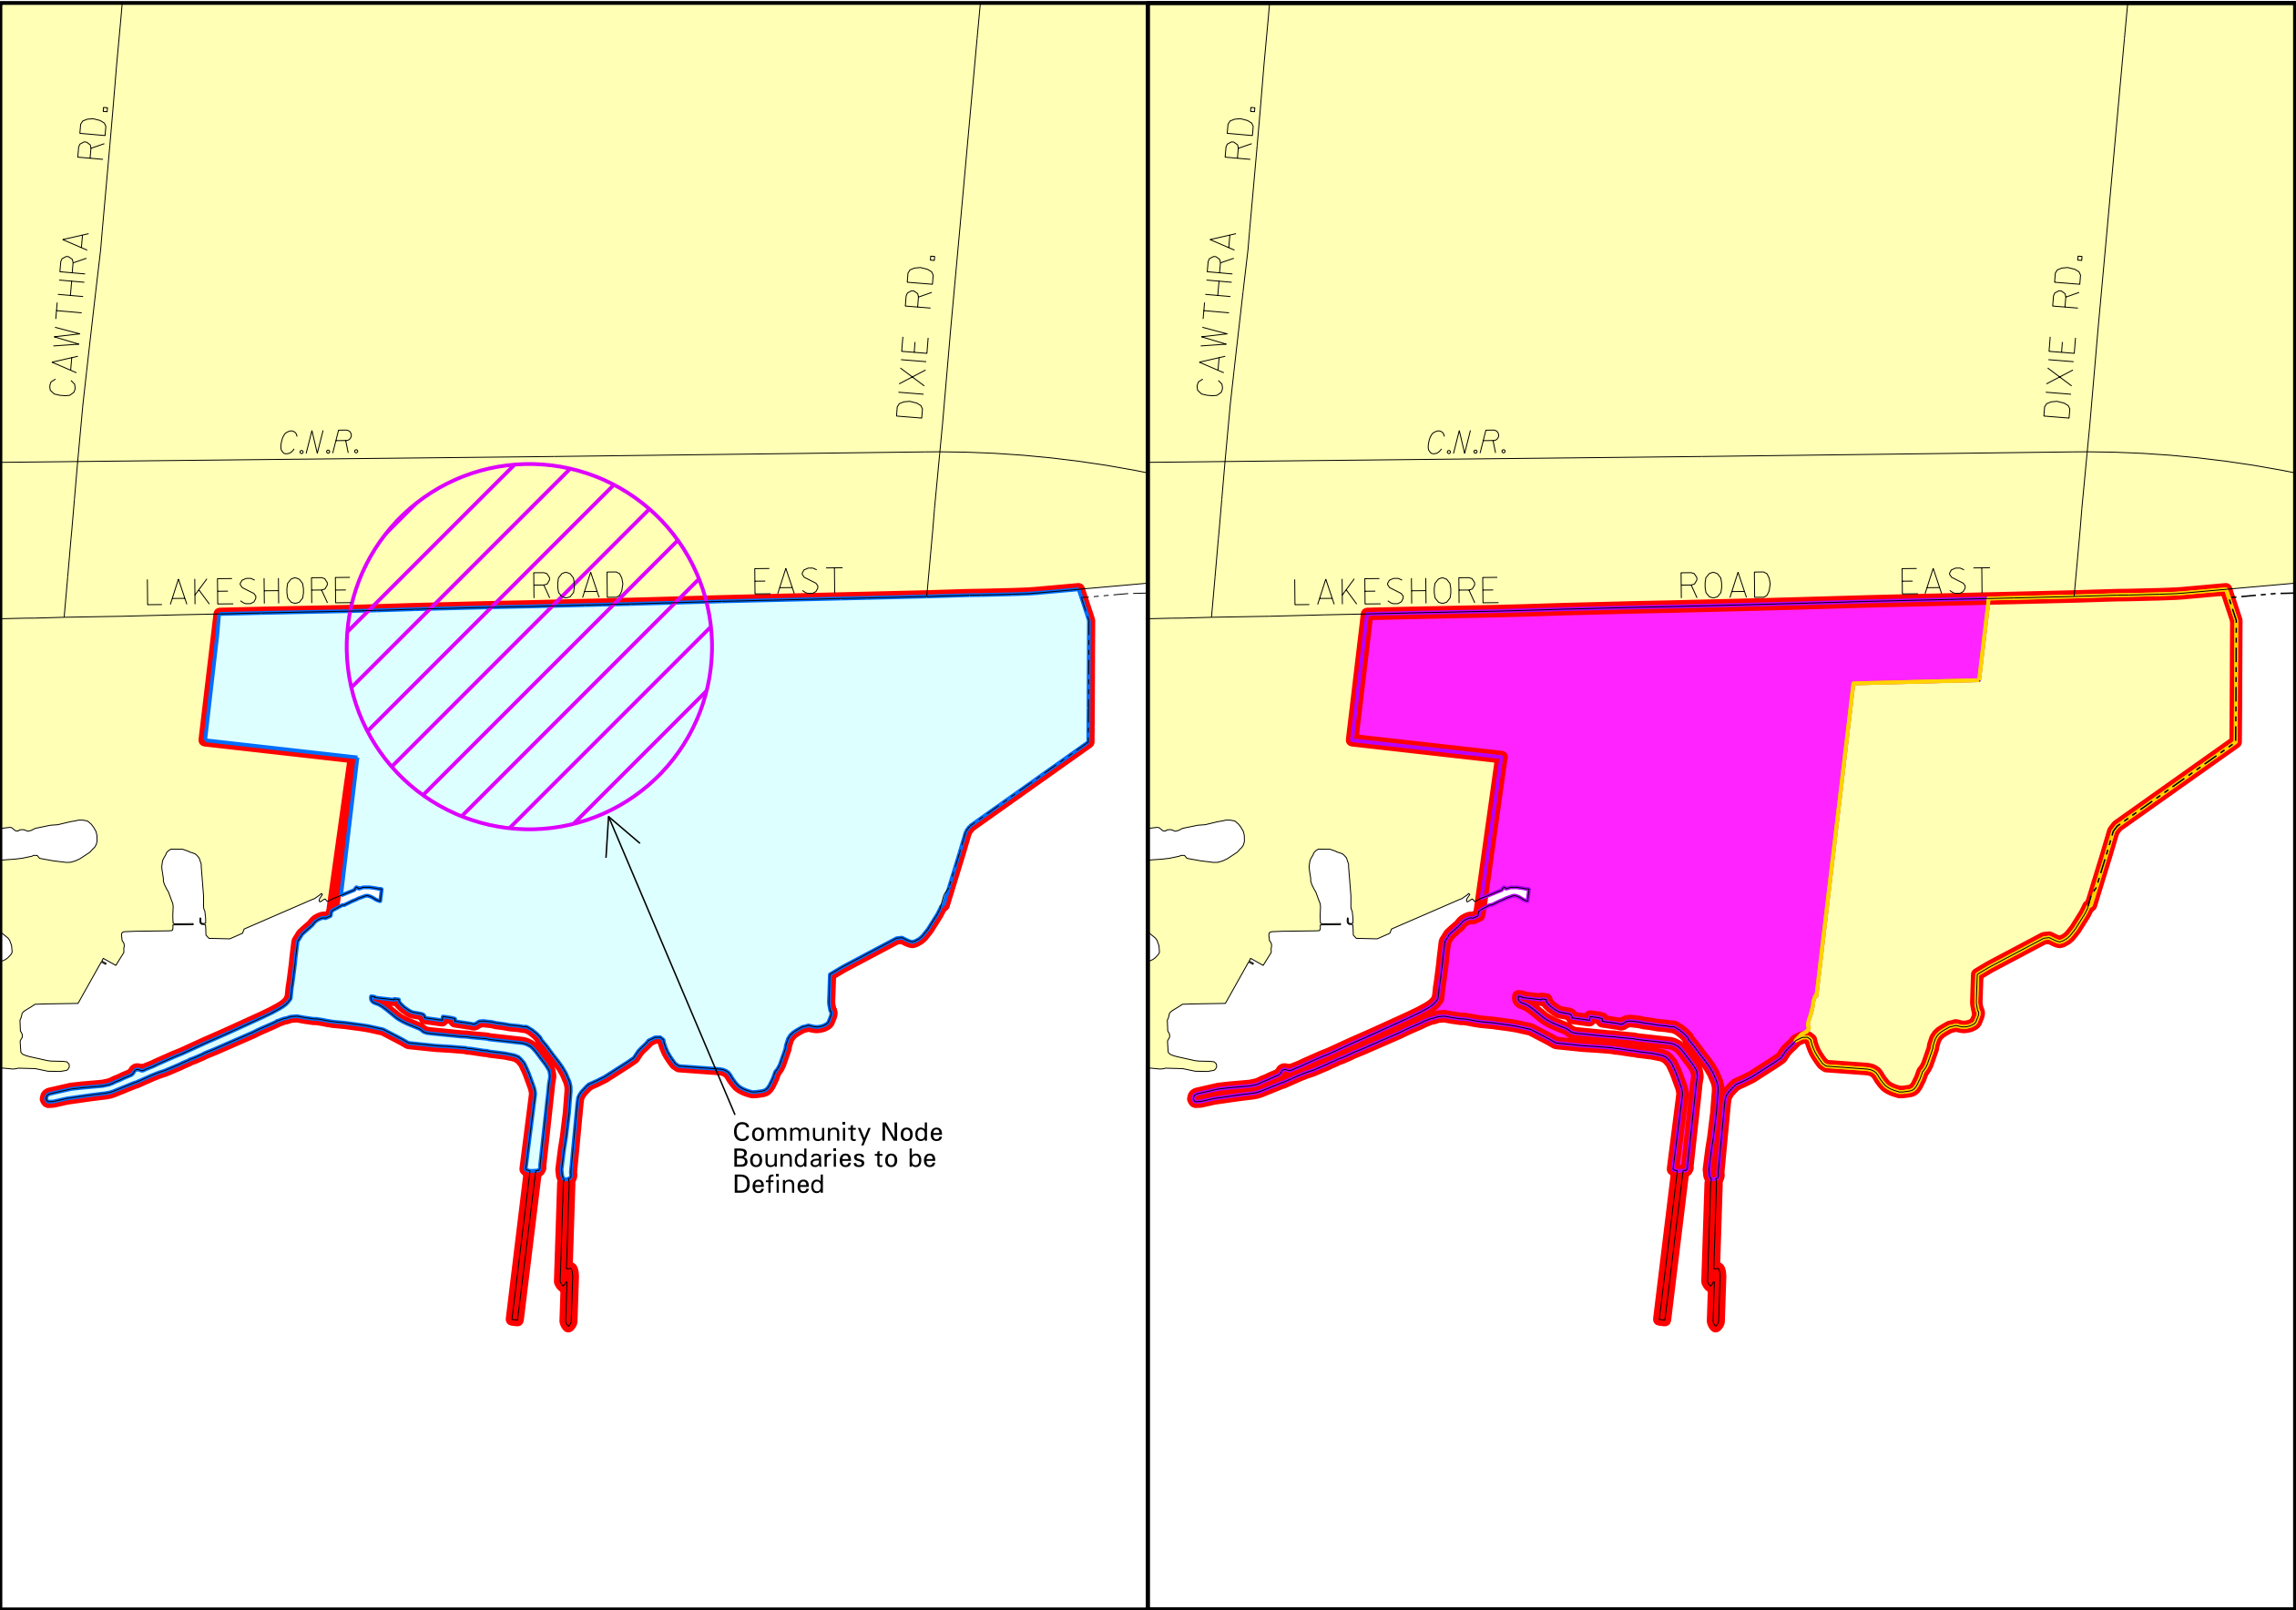 CAWTHRA RD.
DIXIE RD.
C.N.R.
LAKESHORE ROAD EAST
Community Node
Boundaries to be
Defined
CAWTHRA RD.
DIXIE RD.
C.N.R.
LAKESHORE ROAD EAST